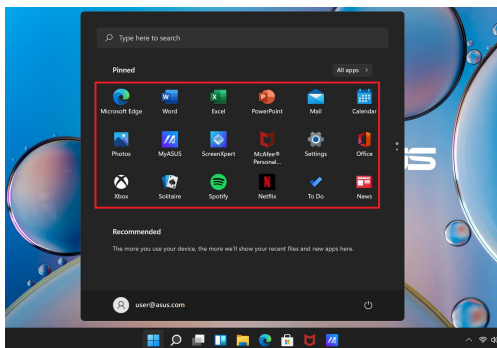 Type here to search
Pinned
All apps >
Microsoft Edge
Word
Excel
PowerPoint
Mail
Calendar
Photos
MyASUS
ScreenXpert
McAfee®
Personal...
Settings
Office
Xbox
Solitaire
Spotify
Netflix
To Do
News
Recommended
The more you use your device, the more we'll show your recent files and new apps here.
user@asus.com